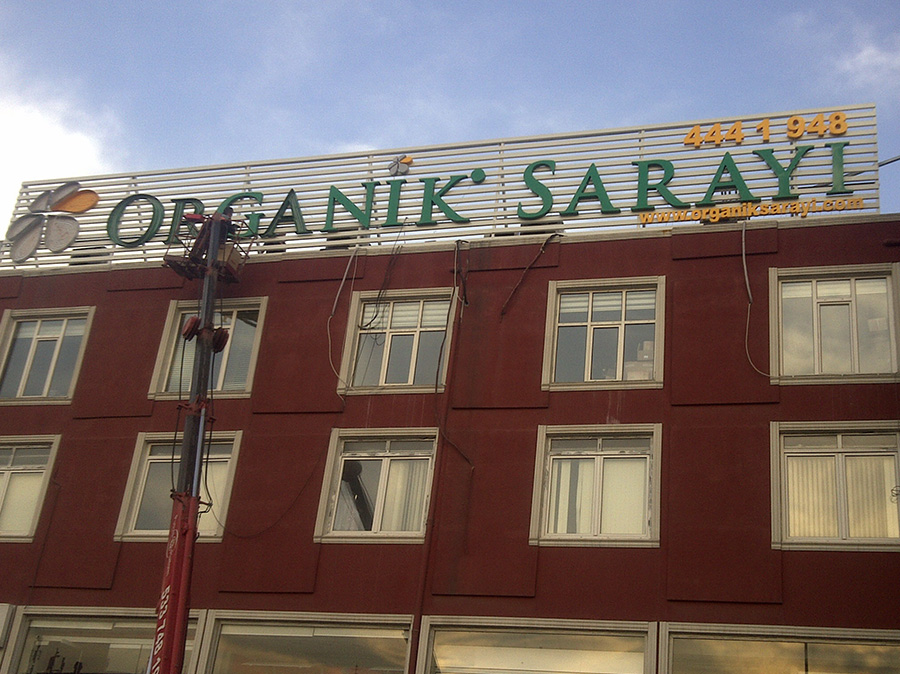 444 1 948
ORGANİK SARAYI
www.organiksarayi.com